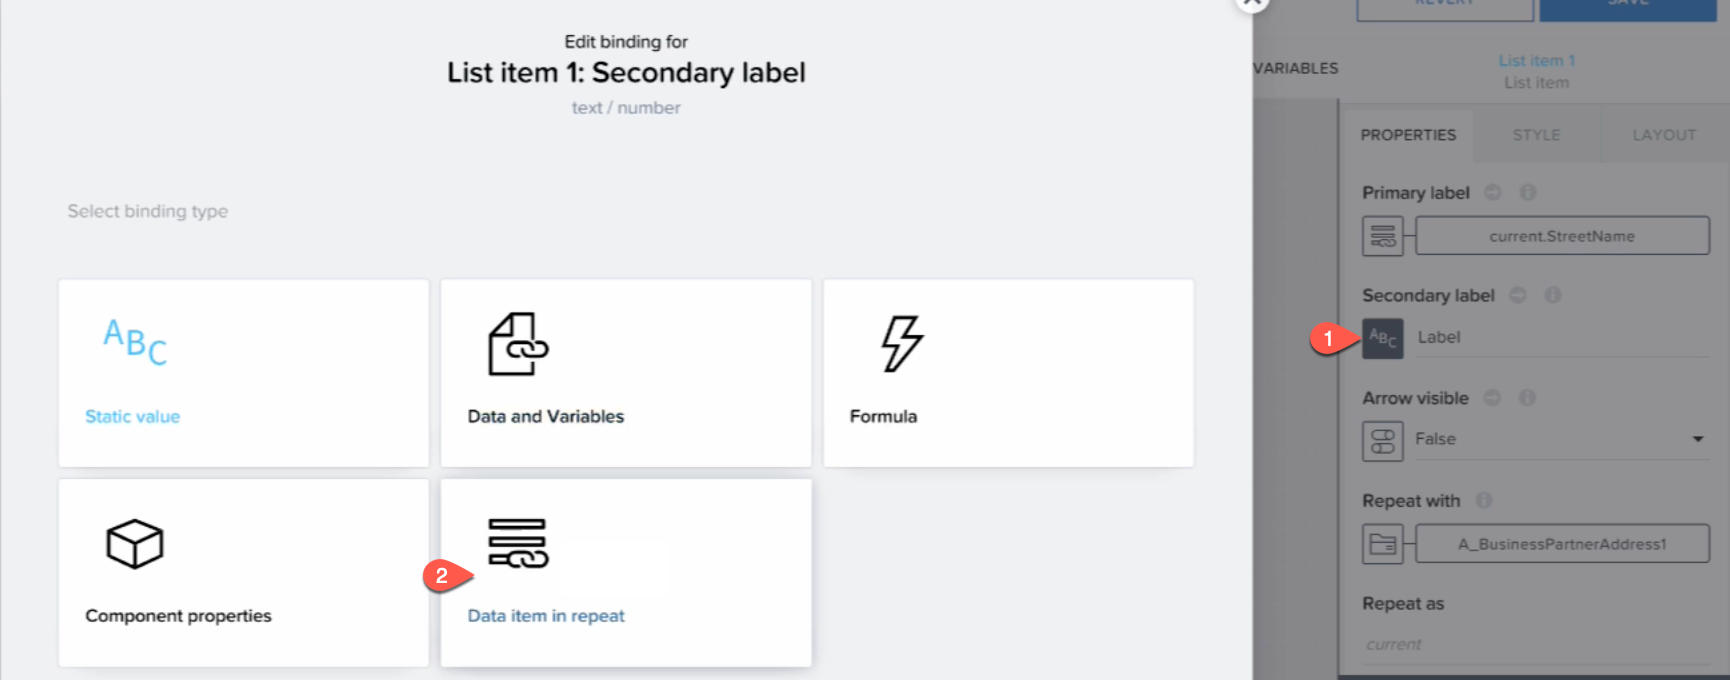 Edit binding for
List item 1: Secondary label
text / number
Select binding type
ABC
Static value
Data and Variables
Formula
Component properties
2
Data item in repeat
REVERT
SAVE
VARIABLES
List item 1
List item
PROPERTIES
STYLE
LAYOUT
Primary label
current.StreetName
Secondary label
1
ABC
Label
Arrow visible
False
Repeat with
A_BusinessPartnerAddress1
Repeat as
current